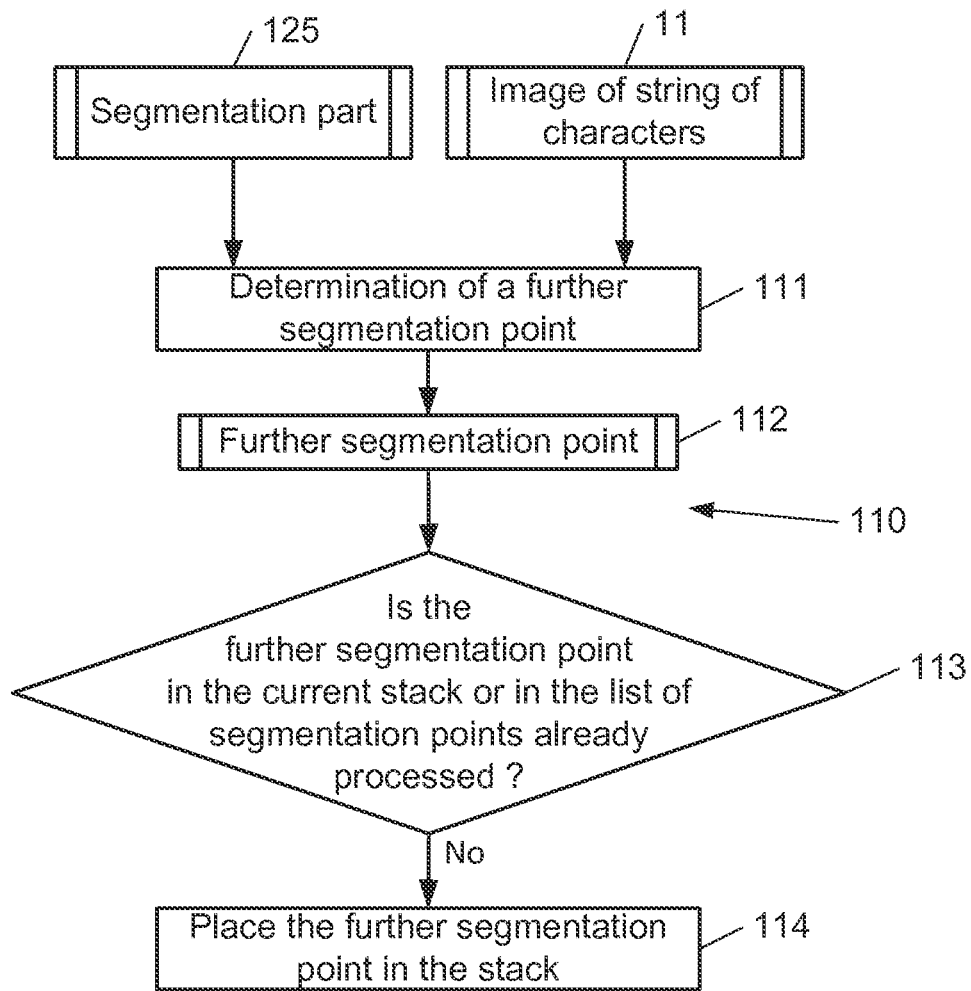 125
11
Segmentation part
Image of string of
characters
Determination of a further
segmentation point
111
Further segmentation point
112
110
Is the
further segmentation point
in the current stack or in the list of
segmentation points already
processed ?
113
No
Place the further segmentation
point in the stack
114